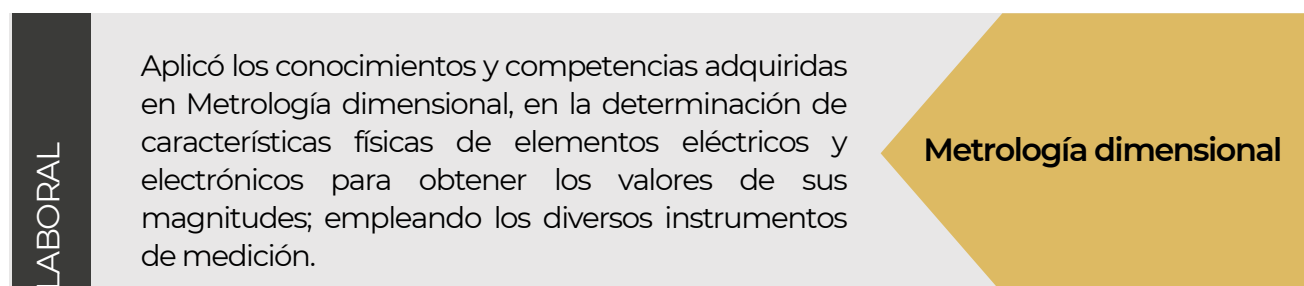 LABORAL
Aplicó los conocimientos y competencias adquiridas
en Metrología dimensional, en la determinación de
características físicas de elementos eléctricos y
electrónicos para obtener los valores de sus
magnitudes; empleando los diversos instrumentos
de medición.
Metrología dimensional